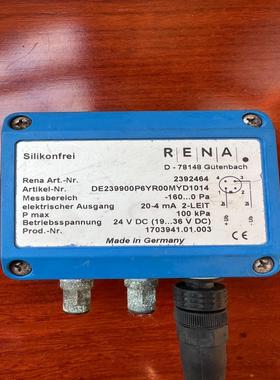 Silikonfrei
RENA.
D - 78148 Gütenbach
Rena Art.-Nr. 2392464
Artikel-Nr. DE239900P6YR00MYD1014
Messbereich -160...0 Pa
elektrischer Ausgang 20-4 mA 2-LEIT
P max 100 kPa
Betriebsspannung 24 V DC (19...36 V DC)
Prod.-Nr. 1703941.01.003
Made in Germany
CE